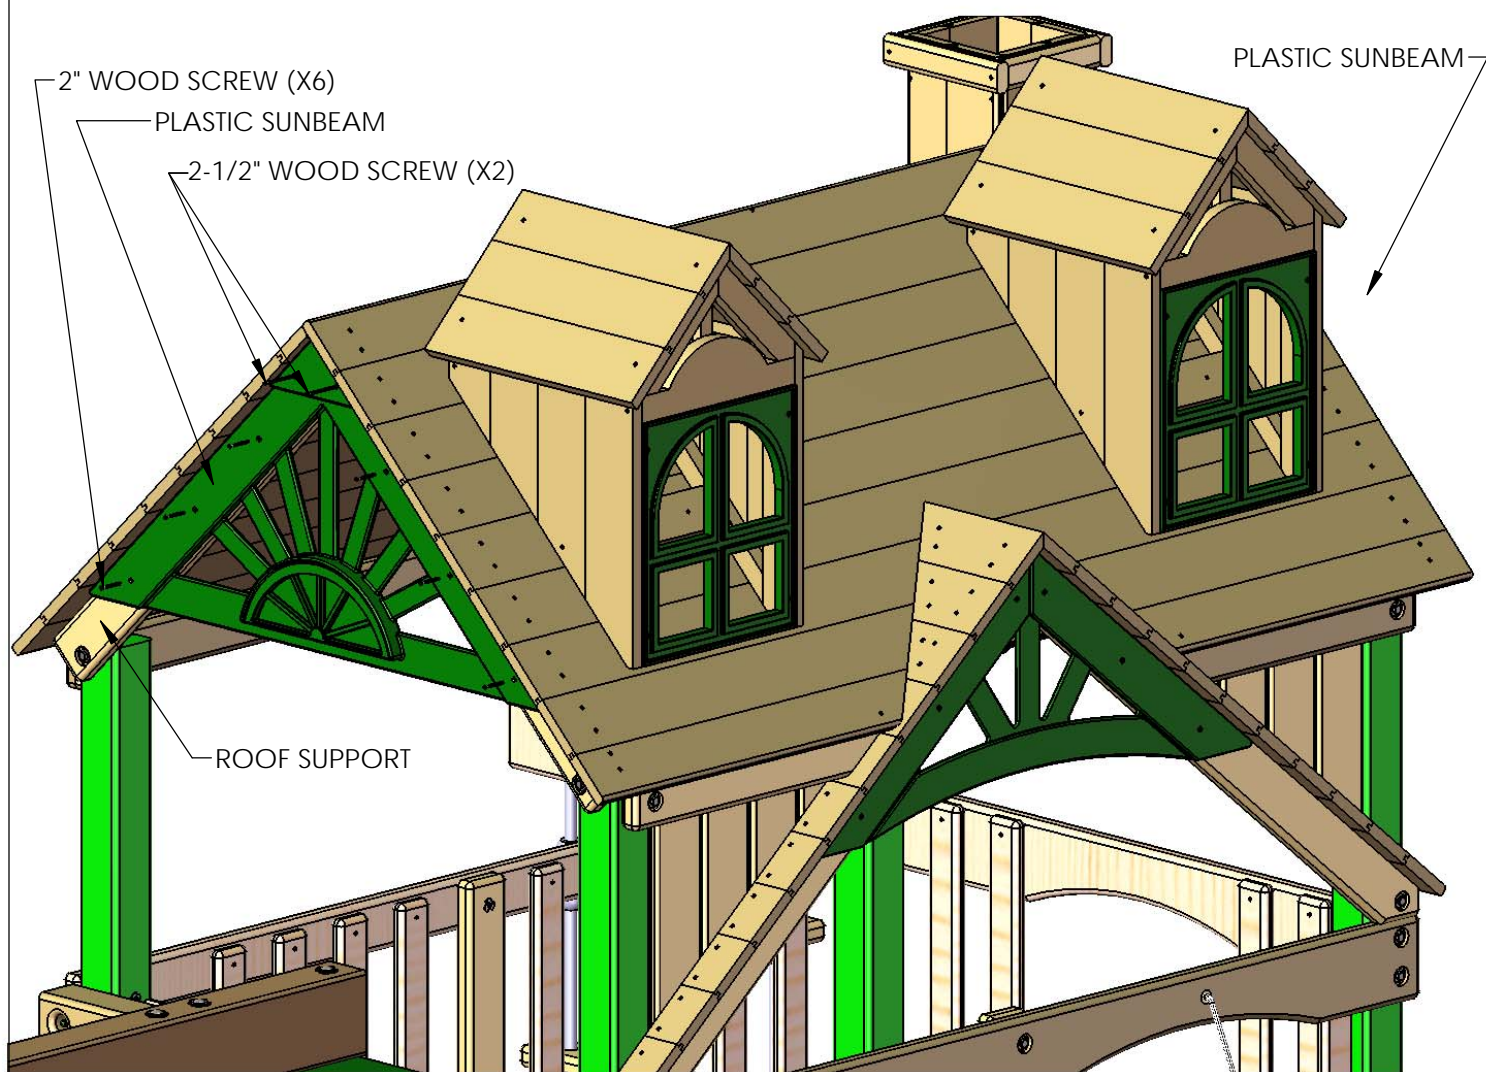 2" WOOD SCREW (X6)
PLASTIC SUNBEAM
2-1/2" WOOD SCREW (X2)
PLASTIC SUNBEAM
ROOF SUPPORT